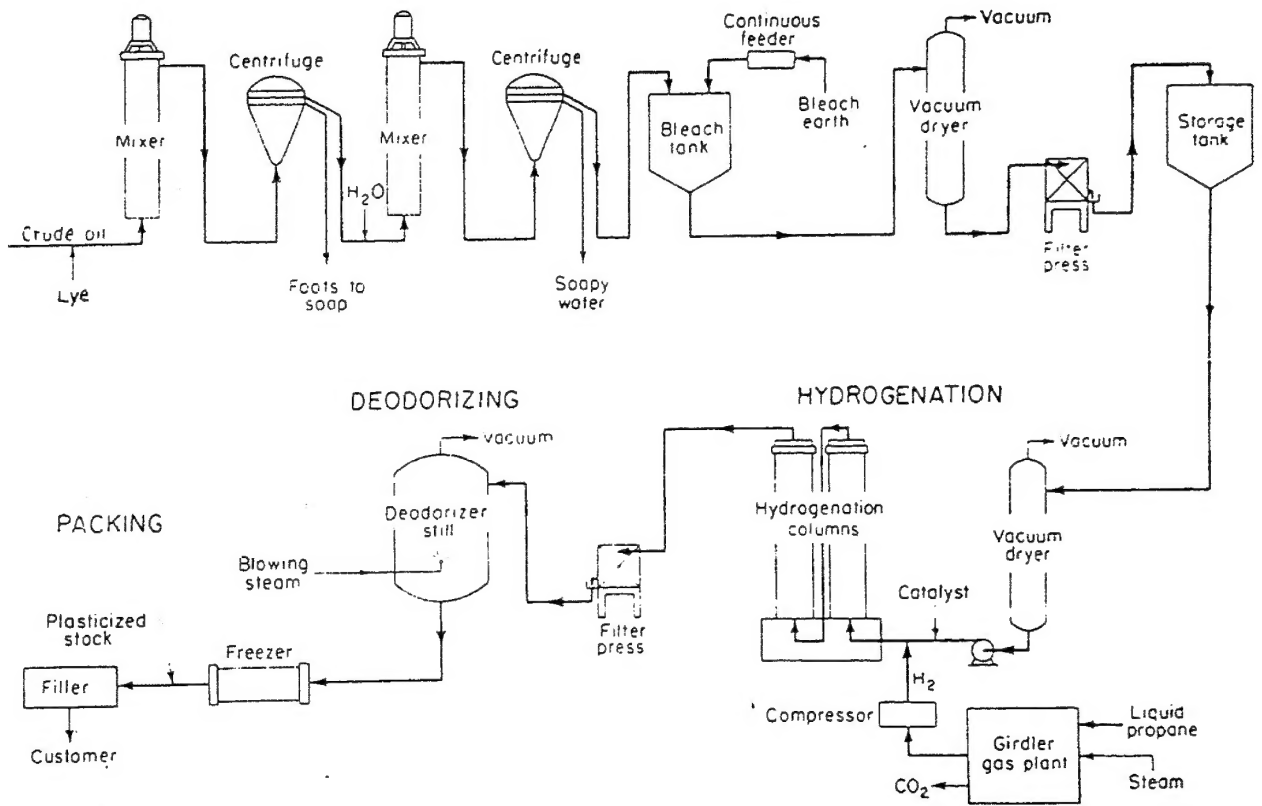 Vacuum
Continuous
feeder
Centrifuge
Centrifuge
Mixer
Mixer
Bleach
tank
Bleach
earth
Vacuum
dryer
Storage
tank
H₂O
Crude oil
Lye
Foots to
soap
Soapy
water
Filter
press
DEODORIZING
HYDROGENATION
Vacuum
Vacuum
Deodorizer
still
Hydrogenation
columns
Vacuum
dryer
PACKING
Blowing
steam
Catalyst
Filter
press
Plasticized
stock
Freezer
Filler
H₂
Customer
Compressor
Girdler
gas plant
Liquid
propane
Steam
CO₂